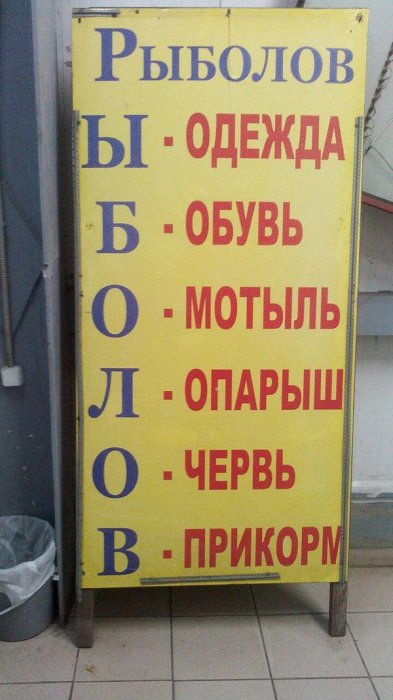 Рыболов
Ы - ОДЕЖДА
Б - ОБУВЬ
О - МОТЫЛЬ
Л - ОПАРЫШ
О - ЧЕРВЬ
В - ПРИКОРМ